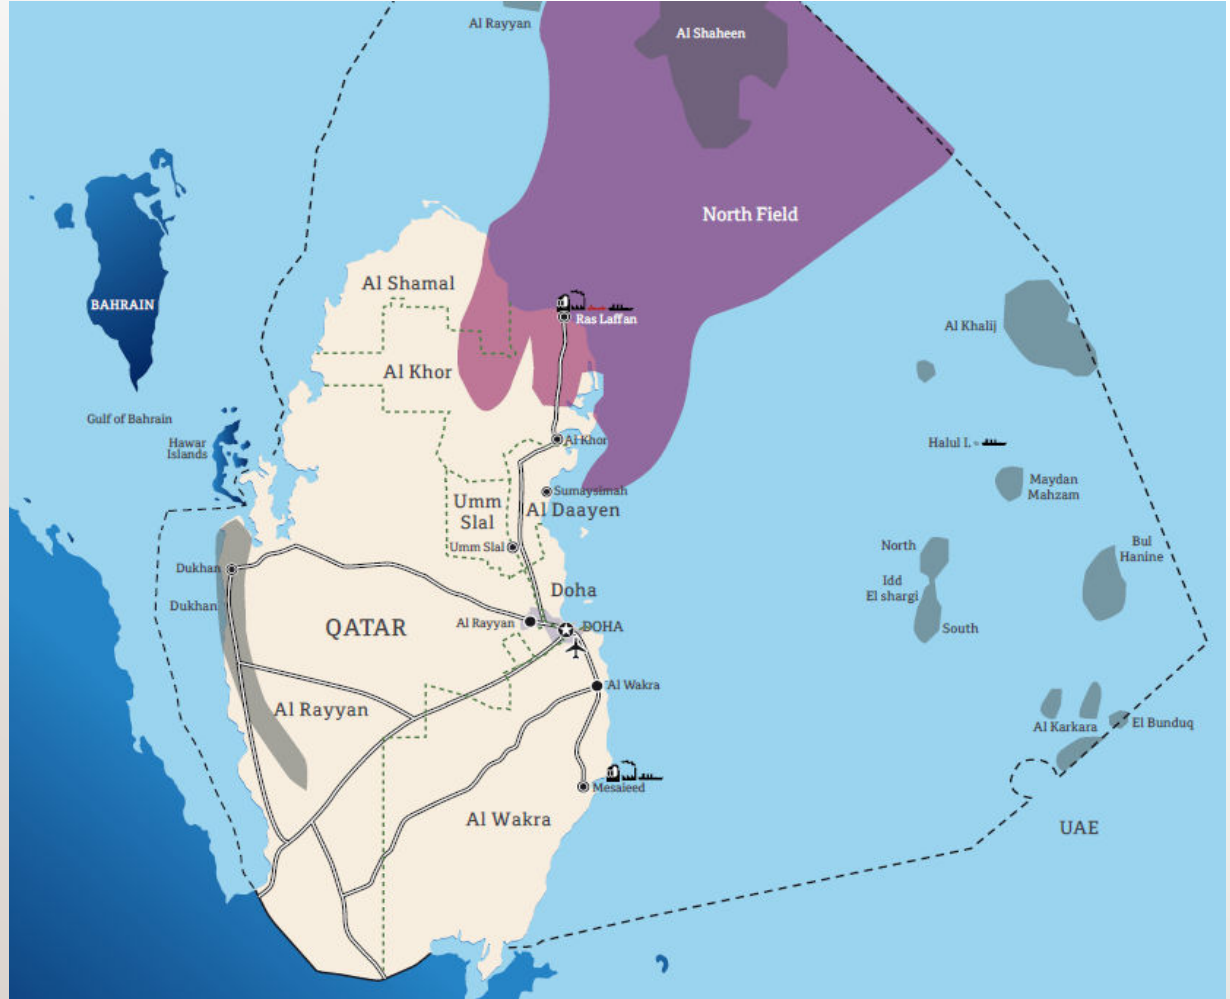 Al Rayyan
Al Shaheen
North Field
Al Shamal
BAHRAIN
Ras Laffan
Al Khalij
Al Khor
Gulf of Bahrain
Hawar
Islands
Al Khor
Halul I.
Maydan
Mahzam
Sumaysimah
Umm
Slal
Al Daayen
Umm Slal
North
Bul
Hanine
Dukhan
Idd
El shargi
Doha
Dukhan
Al Rayyan
QATAR
DOHA
South
Al Wakra
Al Rayyan
Al Karkara
El Bunduq
Mesaieed
Al Wakra
UAE